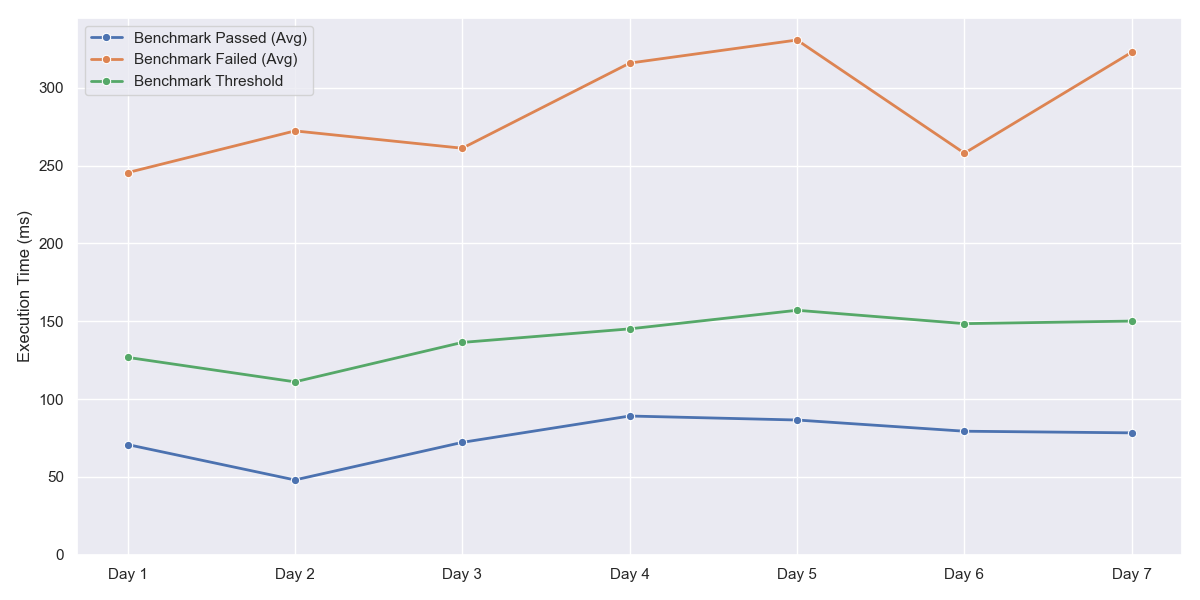 Benchmark Passed (Avg)
Benchmark Failed (Avg)
Benchmark Threshold
Execution Time (ms)
300
250
200
150
100
50
0
Day 1 Day 2 Day 3 Day 4 Day 5 Day 6 Day 7